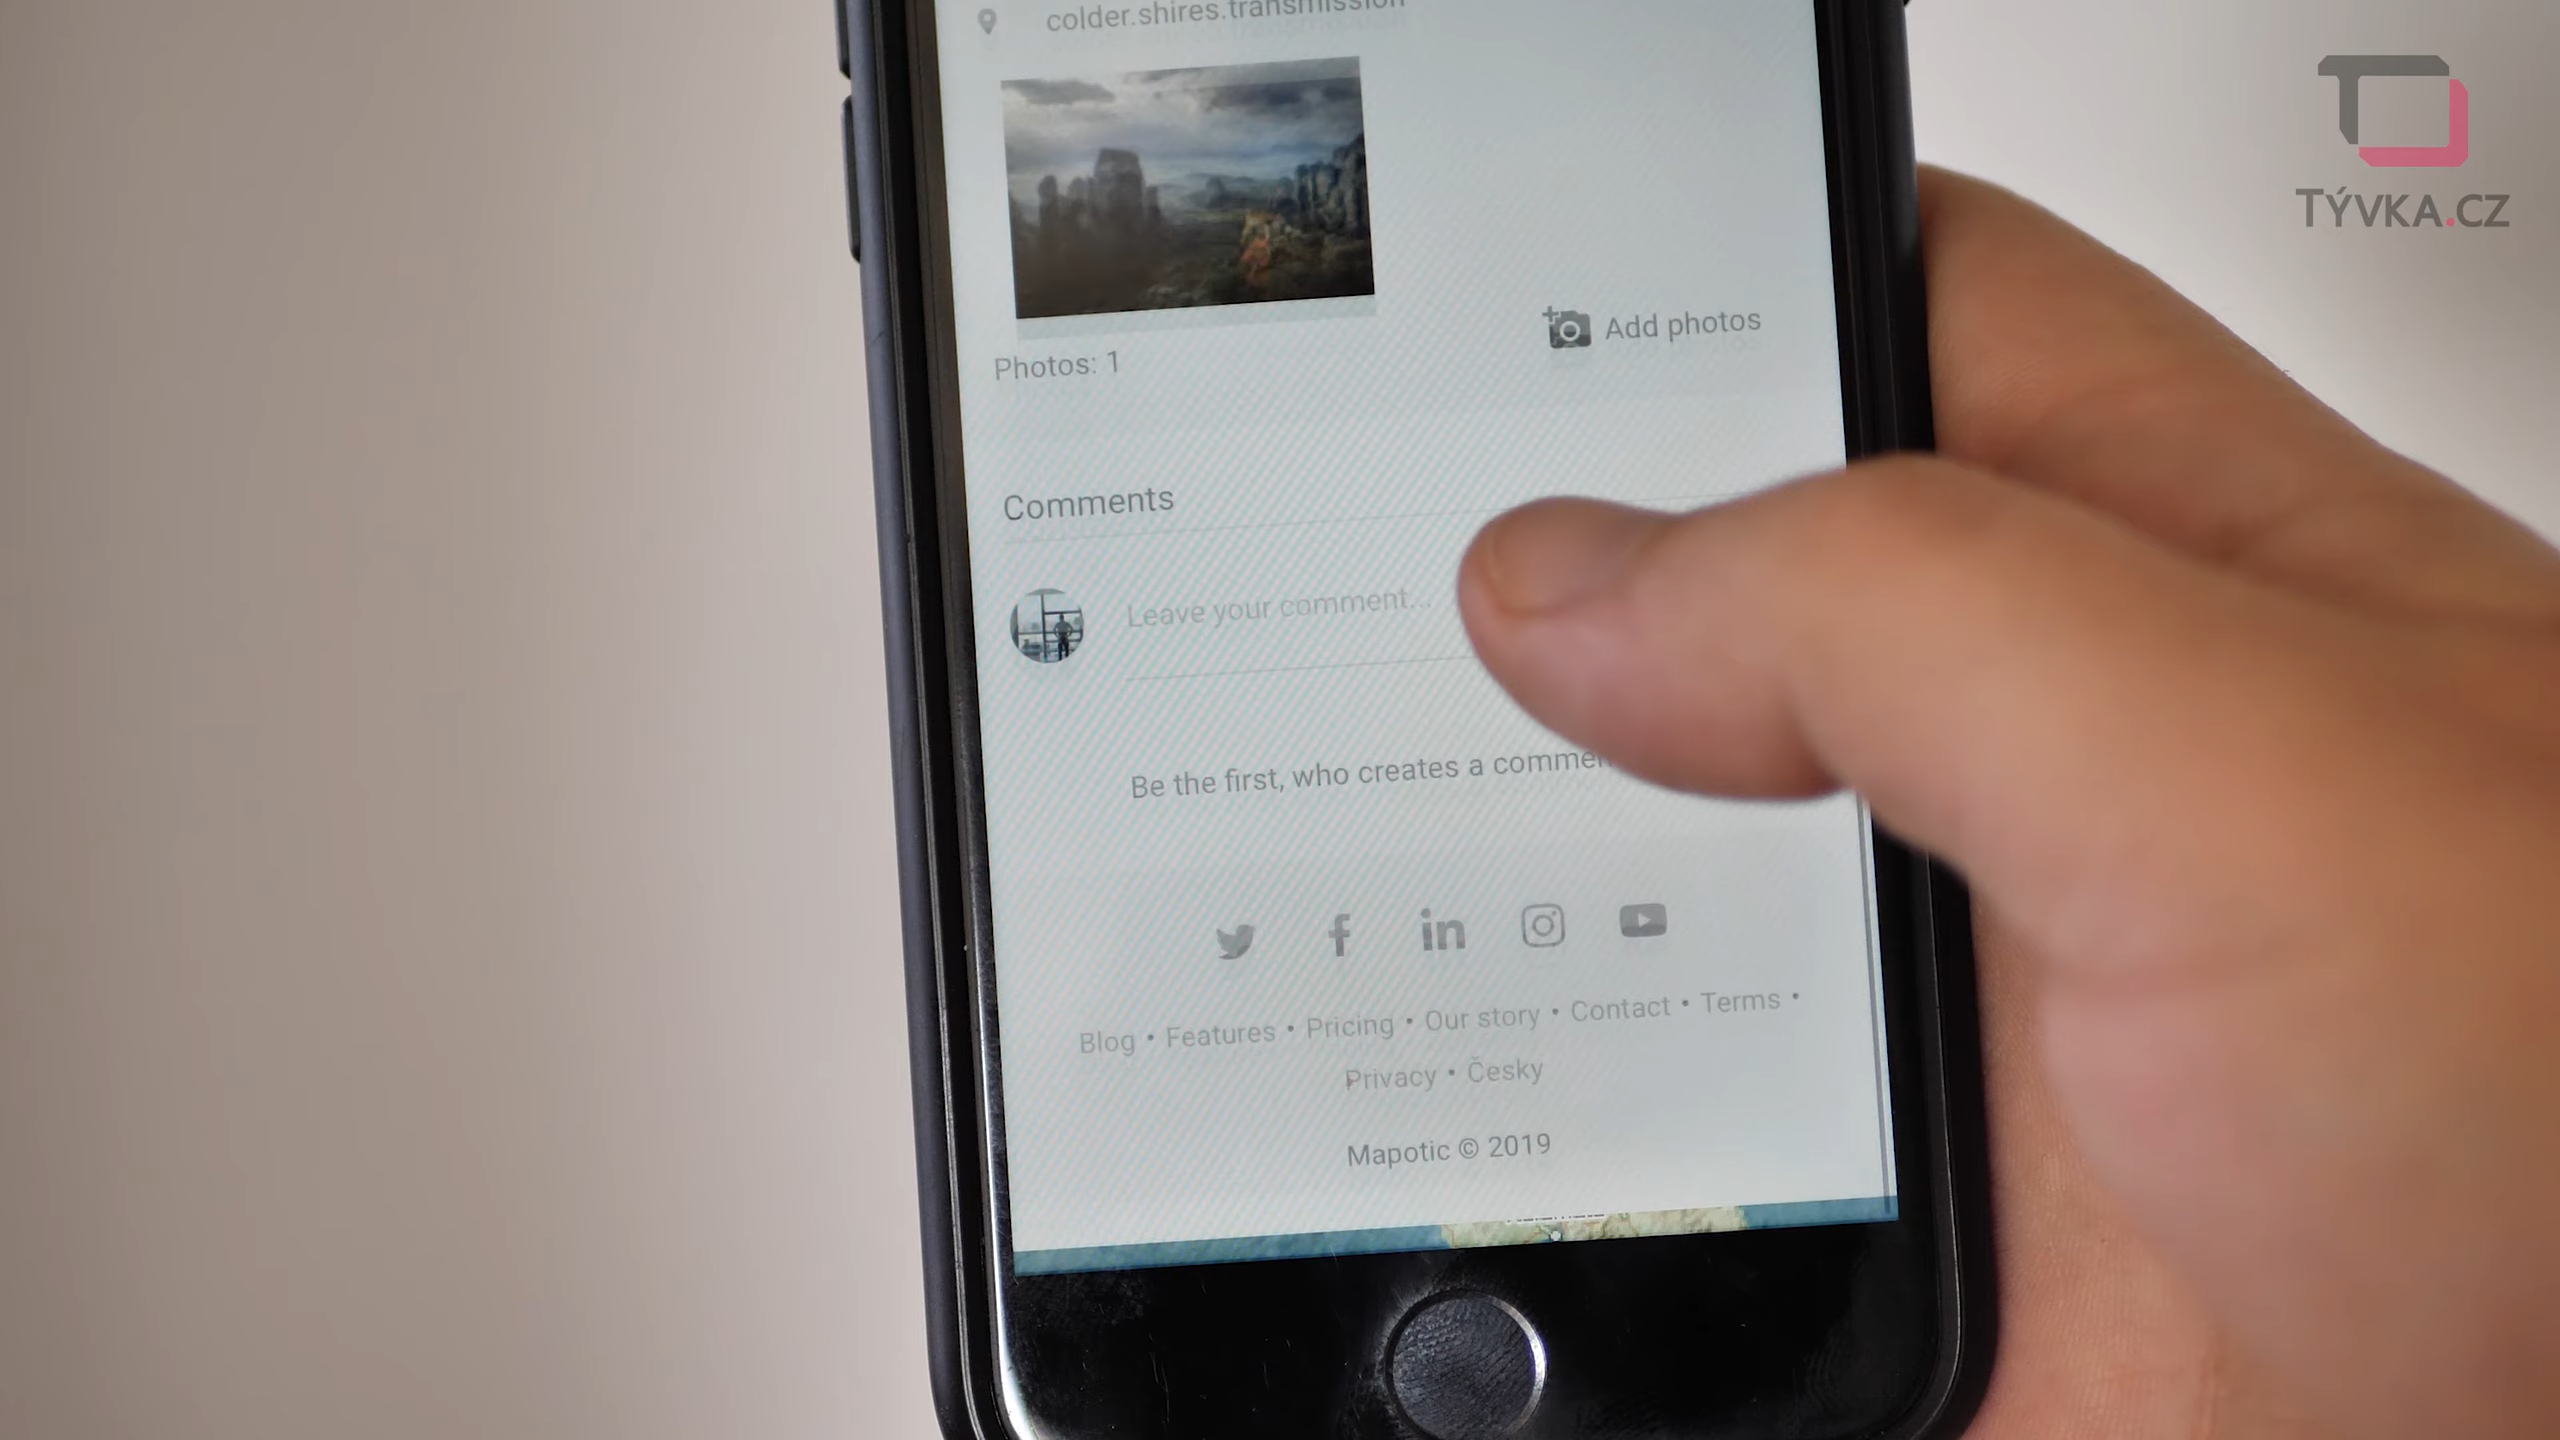 colder.shires.transmission
TÝVKA.CZ
Add photos
Photos: 1
Comments
Leave your comment...
Be the first, who creates a
in
Blog • Features • Pricing • Our story • Contact • Terms •
Privacy • Česky
Mapotic © 2019